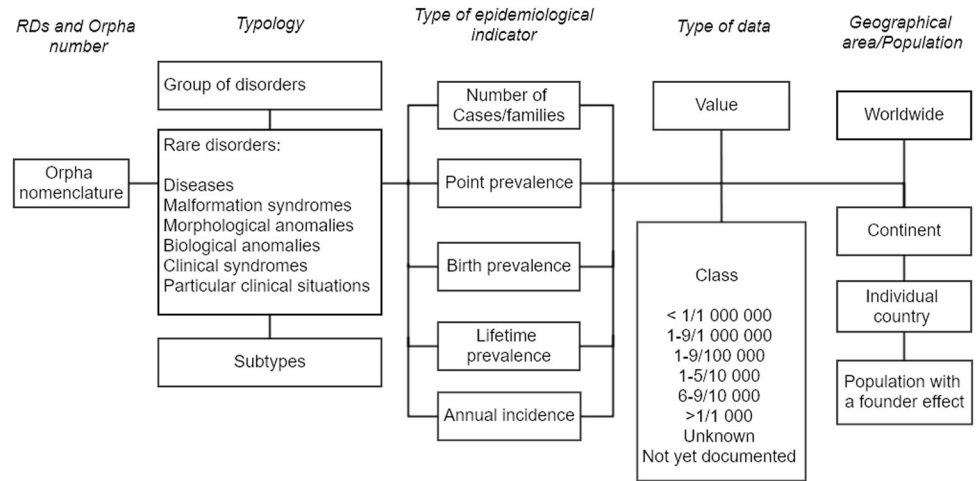 RDs and Orpha
number
Typology
Type of epidemiological
indicator
Type of data
Geographical
area/Population
Orpha
nomenclature
Group of disorders
Rare disorders:
Diseases
Malformation syndromes
Morphological anomalies
Biological anomalies
Clinical syndromes
Particular clinical situations
Subtypes
Number of
Cases/families
Point prevalence
Birth prevalence
Lifetime
prevalence
Annual incidence
Value
Class
< 1/1 000 000
1-9/1 000 000
1-9/100 000
1-5/10 000
6-9/10 000
>1/1 000
Unknown
Not yet documented
Worldwide
Continent
Individual
country
Population with
a founder effect